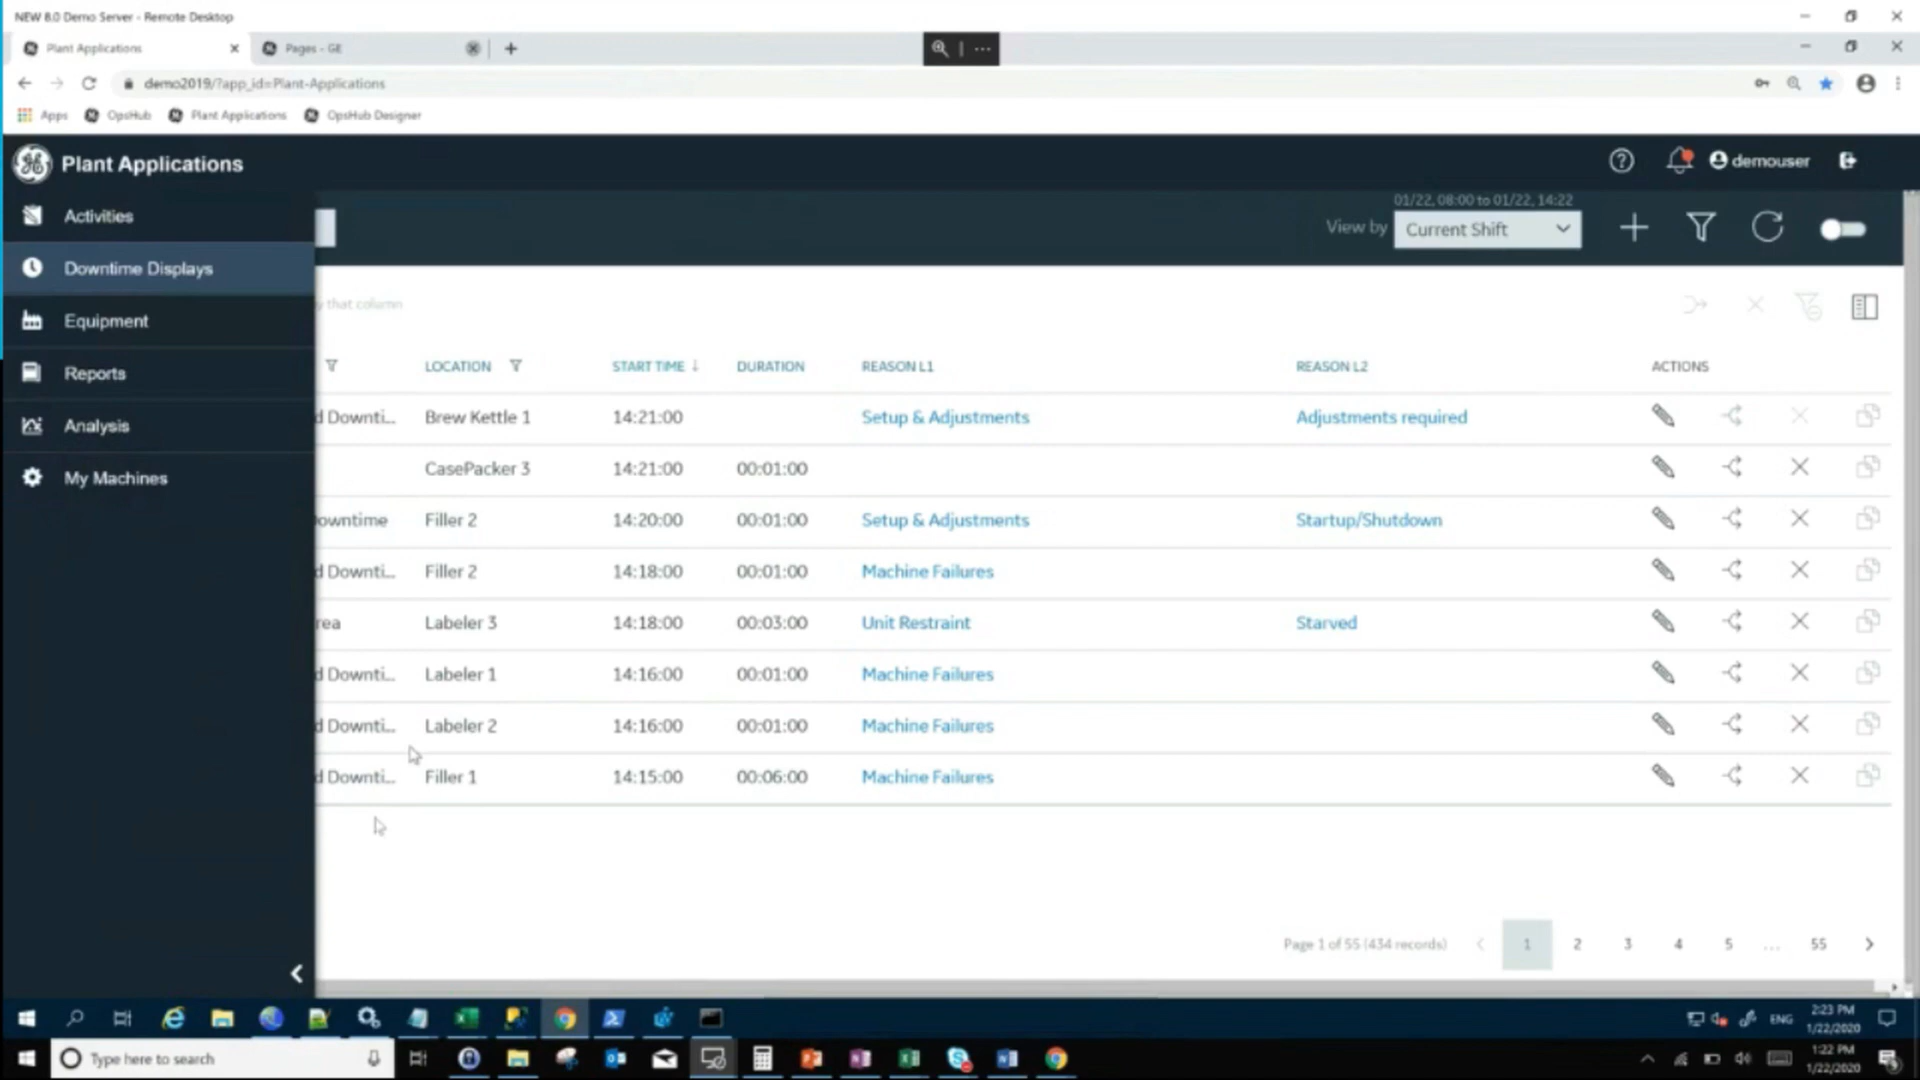 NEW 8.0 Demo Server - Remote Desktop
Plant Applications
Pages - GE
demo2019/?app_id=Plant-Applications
Apps OpsHub Plant Applications OpsHub Designer
Plant Applications
demouser
Activities
Downtime Displays
Equipment
Reports
Analysis
My Machines
01/22, 08:00 to 01/22, 14:22
View by Current Shift
y that column
LOCATION START TIME ↓ DURATION REASON L1 REASON L2 ACTIONS
d Downti... Brew Kettle 1 14:21:00 Setup & Adjustments Adjustments required
CasePacker 3 14:21:00 00:01:00
owntime Filler 2 14:20:00 00:01:00 Setup & Adjustments Startup/Shutdown
d Downti... Filler 2 14:18:00 00:01:00 Machine Failures
rea Labeler 3 14:18:00 00:03:00 Unit Restraint Starved
d Downti... Labeler 1 14:16:00 00:01:00 Machine Failures
d Downti... Labeler 2 14:16:00 00:01:00 Machine Failures
d Downti... Filler 1 14:15:00 00:06:00 Machine Failures
Page 1 of 55 (434 records) 1 2 3 4 5 ... 55
ENG 2:23 PM
1/22/2020
Type here to search
1:22 PM
1/22/2020